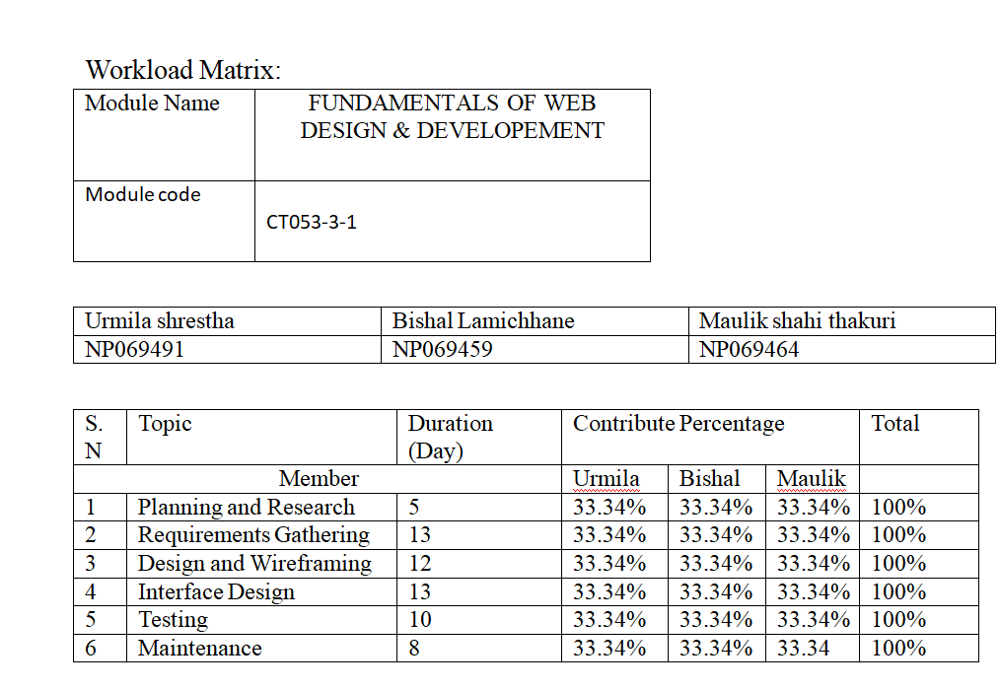 Workload Matrix:
Module Name
FUNDAMENTALS OF WEB
DESIGN & DEVELOPEMENT
Module code
CT053-3-1
Urmila shrestha Bishal Lamichhane Maulik shahi thakuri
NP069491 NP069459 NP069464
S. Topic Duration Contribute Percentage Total
N (Day)
Member Urmila Bishal Maulik
1 Planning and Research 5 33.34% 33.34% 33.34% 100%
2 Requirements Gathering 13 33.34% 33.34% 33.34% 100%
3 Design and Wireframing 12 33.34% 33.34% 33.34% 100%
4 Interface Design 13 33.34% 33.34% 33.34% 100%
5 Testing 10 33.34% 33.34% 33.34% 100%
6 Maintenance 8 33.34% 33.34% 33.34 100%